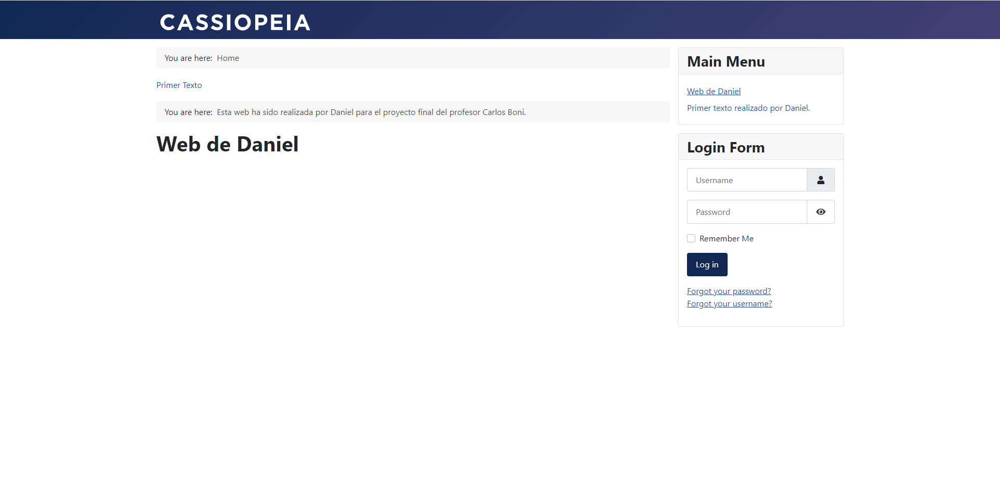 CASSIOPEIA
You are here: Home
Primer Texto
You are here: Esta web ha sido realizada por Daniel para el proyecto final del profesor Carlos Boni.
Web de Daniel
Main Menu
Web de Daniel
Primer texto realizado por Daniel.
Login Form
Username
Password
Remember Me
Log in
Forgot your password?
Forgot your username?